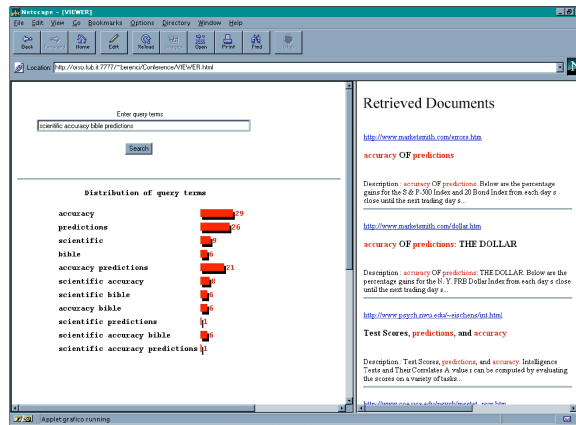 Netscape - [VIEWER]
File Edit View Go Bookmarks Options Directory Window Help
Back Forward Home Edit Reload Images Open Print Find Stop
Location: http://orso.fub.it:7777/~berenci/Conference/VIEWER.html
Enter query terms
scientific accuracy bible predictions
Search
Distribution of query terms
accuracy 29
predictions 26
scientific 9
bible 6
accuracy predictions 21
scientific accuracy 8
scientific bible 6
accuracy bible 6
scientific predictions 1
scientific accuracy bible 6
scientific accuracy predictions 1
Retrieved Documents
http://www.marketsmith.com/errors.htm
accuracy OF predictions
Description : accuracy OF predictions. Below are the percentage
gains for the S & P-500 Index and 20 Bond Index from each day s
close until the next trading day s...
http://www.marketsmith.com/dollar.htm
accuracy OF predictions: THE DOLLAR
Description : accuracy OF predictions: THE DOLLAR. Below are the
percentage gains for the N. Y. FRB Dollar Index from each day s close
until the next trading day s...
http://www.psych.nwu.edu/~eischens/int.html
Test Scores, predictions, and accuracy
Description : Test Scores, predictions, and accuracy. Intelligence
Tests and Their Correlates A value r can be computed by evaluating
the scores on a variety of tasks...
Applet grafico running